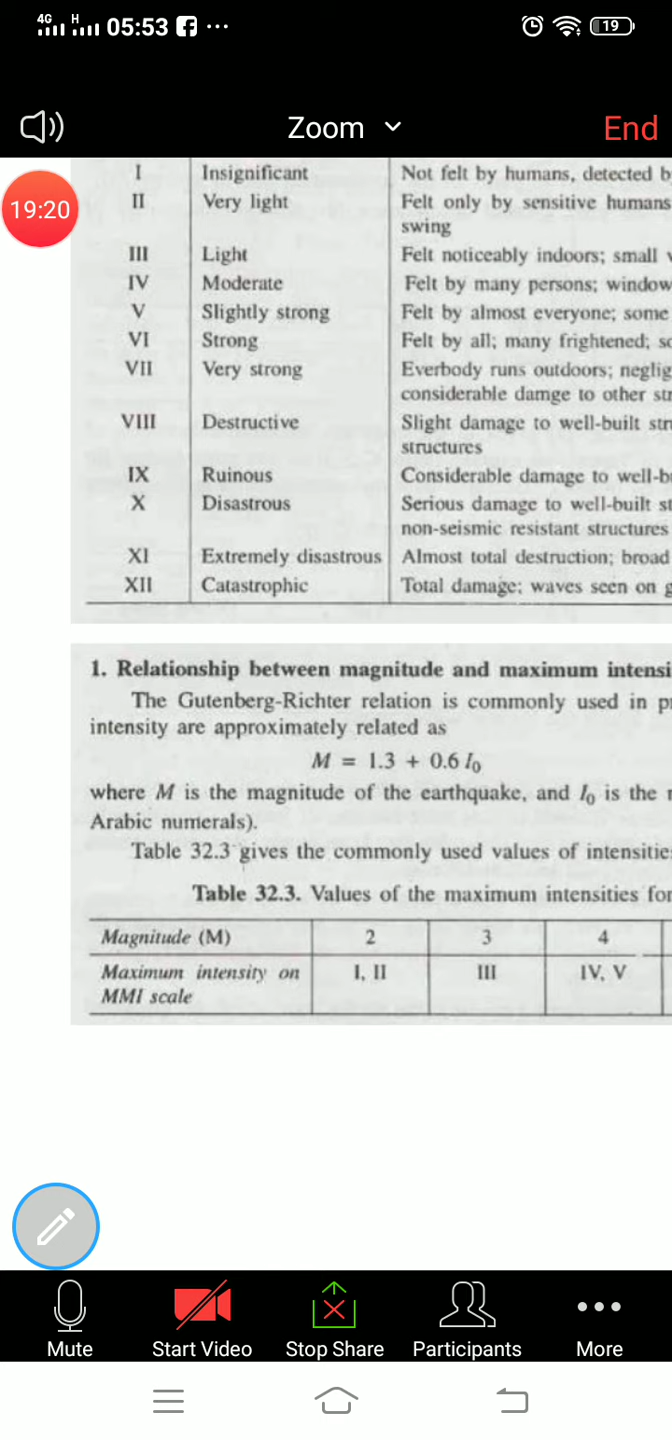 4G H 05:53 ... 19
Zoom End
19:20
I Insignificant Not felt by humans, detected b
II Very light Felt only by sensitive humans
swing
III Light Felt noticeably indoors; small
IV Moderate Felt by many persons; window
V Slightly strong Felt by almost everyone; some
VI Strong Felt by all; many frightened; so
VII Very strong Everbody runs outdoors; neglig
considerable damge to other str
VIII Destructive Slight damage to well-built str
structures
IX Ruinous Considerable damage to well-b
X Disastrous Serious damage to well-built st
non-seismic resistant structures
XI Extremely disastrous Almost total destruction; broad
XII Catastrophic Total damage; waves seen on g
1. Relationship between magnitude and maximum intensi
The Gutenberg-Richter relation is commonly used in p
intensity are approximately related as
M = 1.3 + 0.6 I₀
where M is the magnitude of the earthquake, and I₀ is the
Arabic numerals).
Table 32.3 gives the commonly used values of intensitie
Table 32.3. Values of the maximum intensities for
Magnitude (M) 2 3 4
Maximum intensity on I, II III IV, V
MMI scale
Mute Start Video Stop Share Participants More